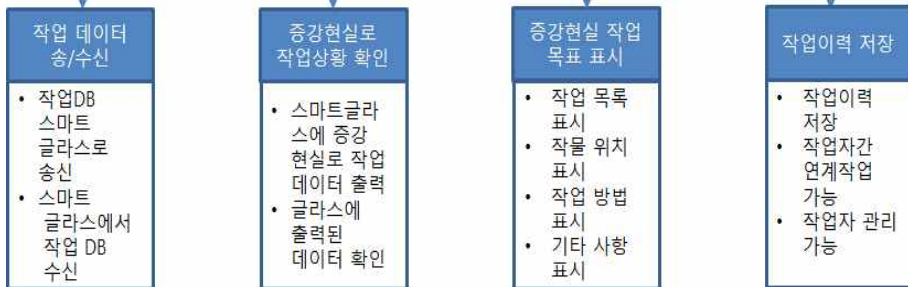 작업 데이터
송/수신
• 작업DB
스마트
글라스로
송신
• 스마트
글라스에서
작업 DB
수신
증강현실로
작업상황 확인
• 스마트글라
스에 증강
현실로 작업
데이터 출력
• 글라스에
출력된
데이터 확인
증강현실 작업
목표 표시
• 작업 목록
표시
• 작물 위치
표시
• 작업 방법
표시
• 기타 사항
표시
작업이력 저장
• 작업이력
저장
• 작업자간
연계작업
가능
• 작업자 관리
가능